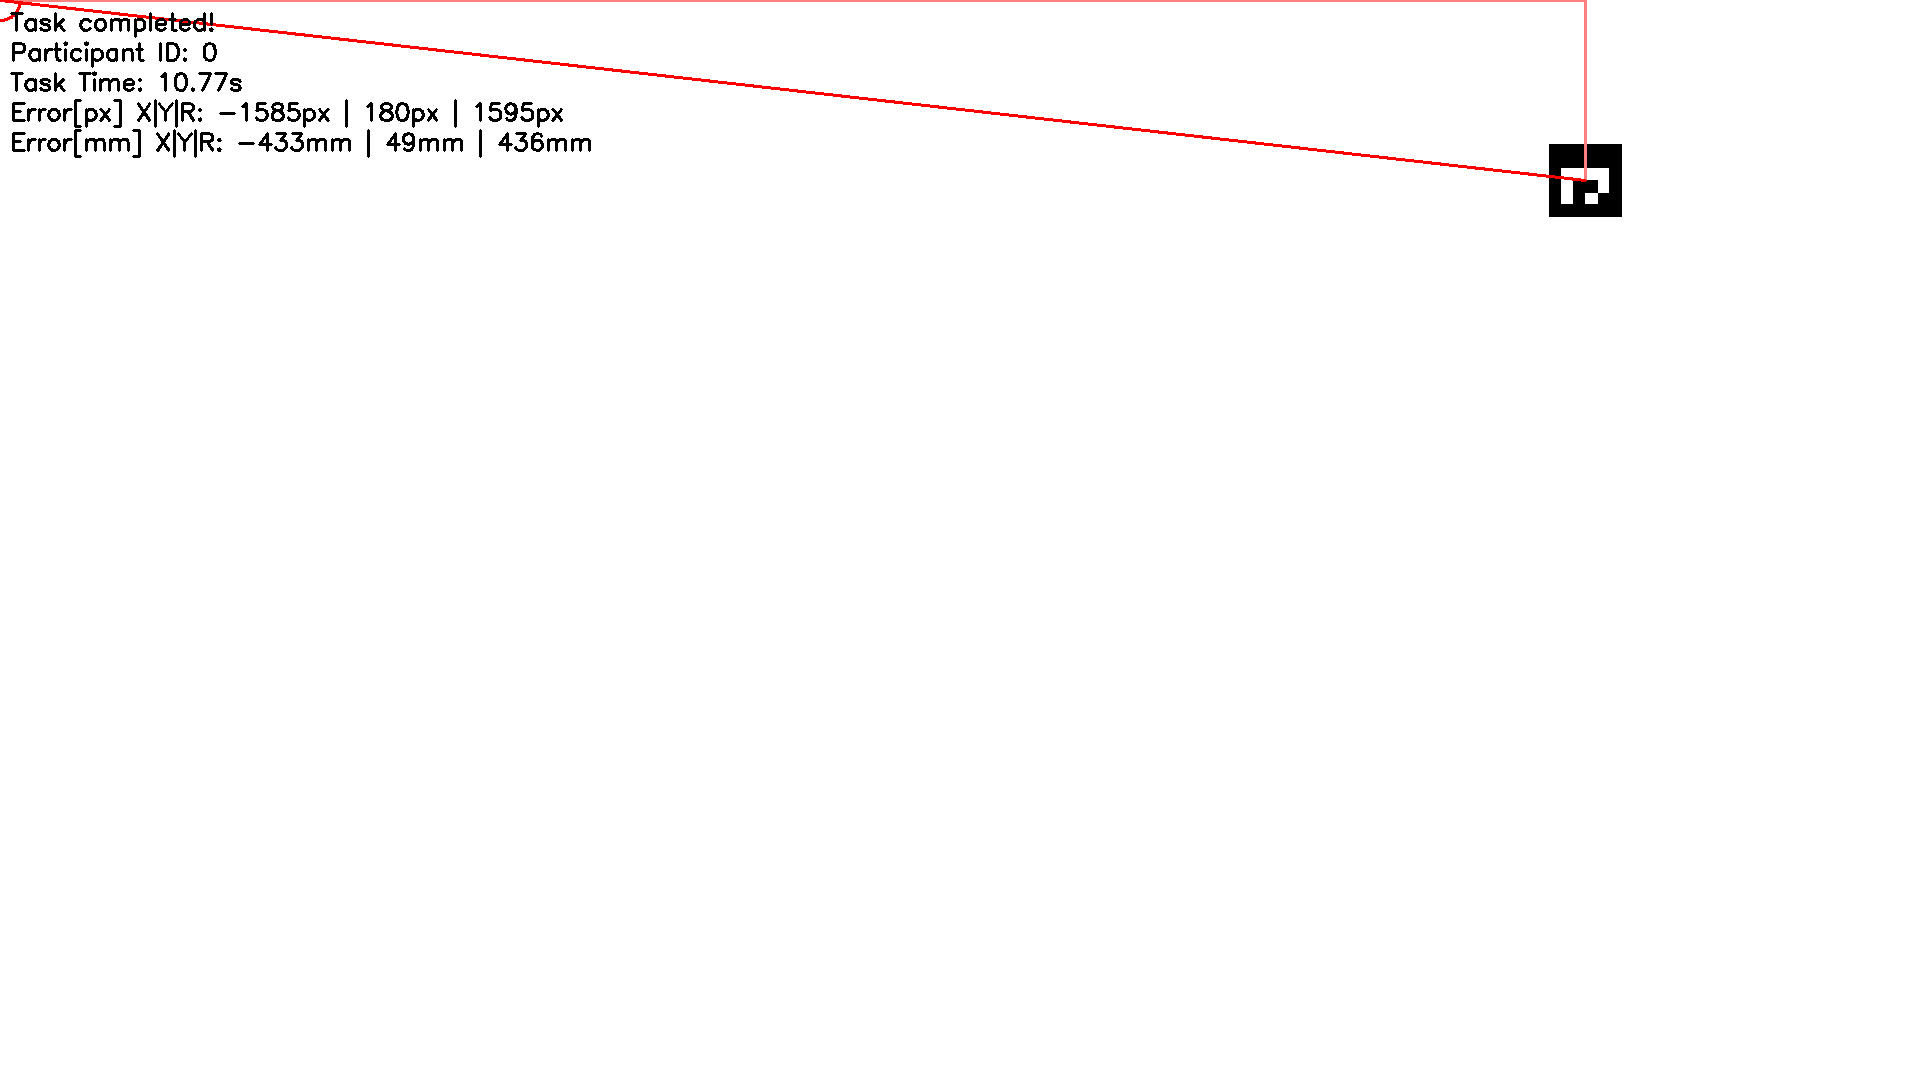 Task completed!
Participant ID: 0
Task Time: 10.77s
Error[px] X|Y|R: -1585px | 180px | 1595px
Error[mm] X|Y|R: -433mm | 49mm | 436mm